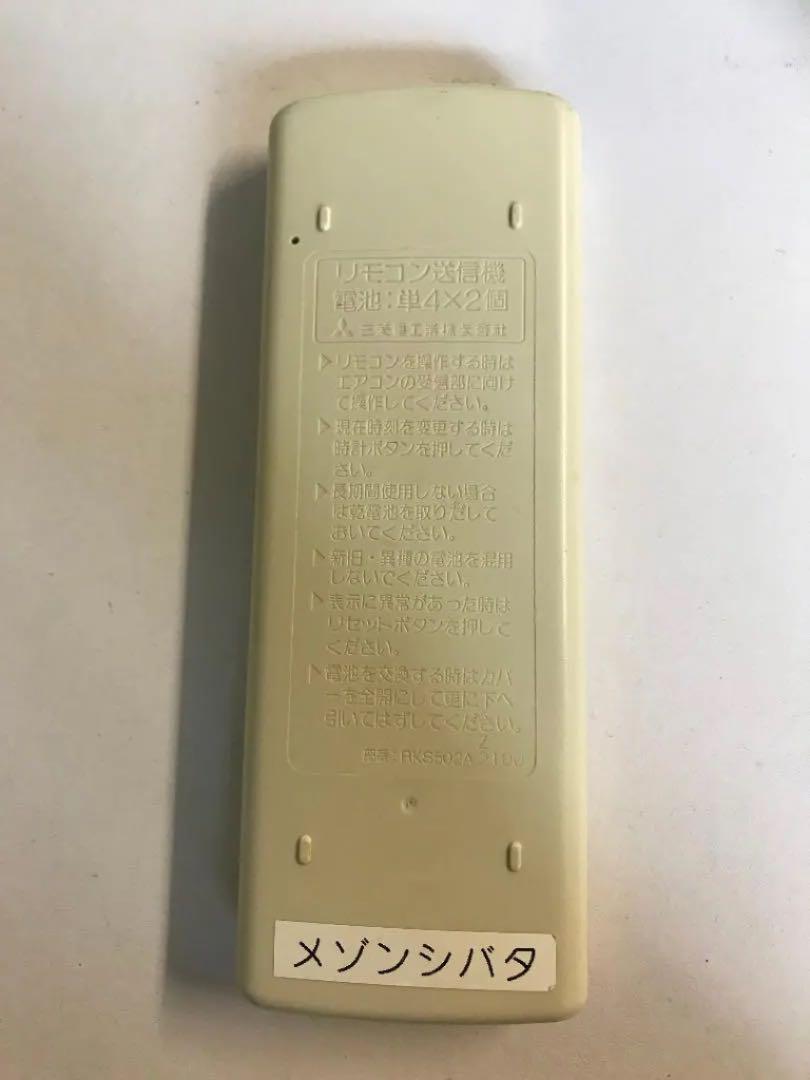 リモコン送信機
電池:単4×2個
三菱重工業株式会社
リモコンを操作する時は
エアコンの受信部に向け
て操作してください。
現在時刻を変更する時は
時計ボタンを押してくだ
さい。
長期間使用しない場合
は乾電池を取りだして
おいてください。
新旧・異種の電池を混用
しないでください。
表示に異常があった時は
リセットボタンを押して
ください。
電池を交換する時はカバ
ーを全開にして更に下へ
引いてはずしてください。
RKS502A
メゾンシバタ